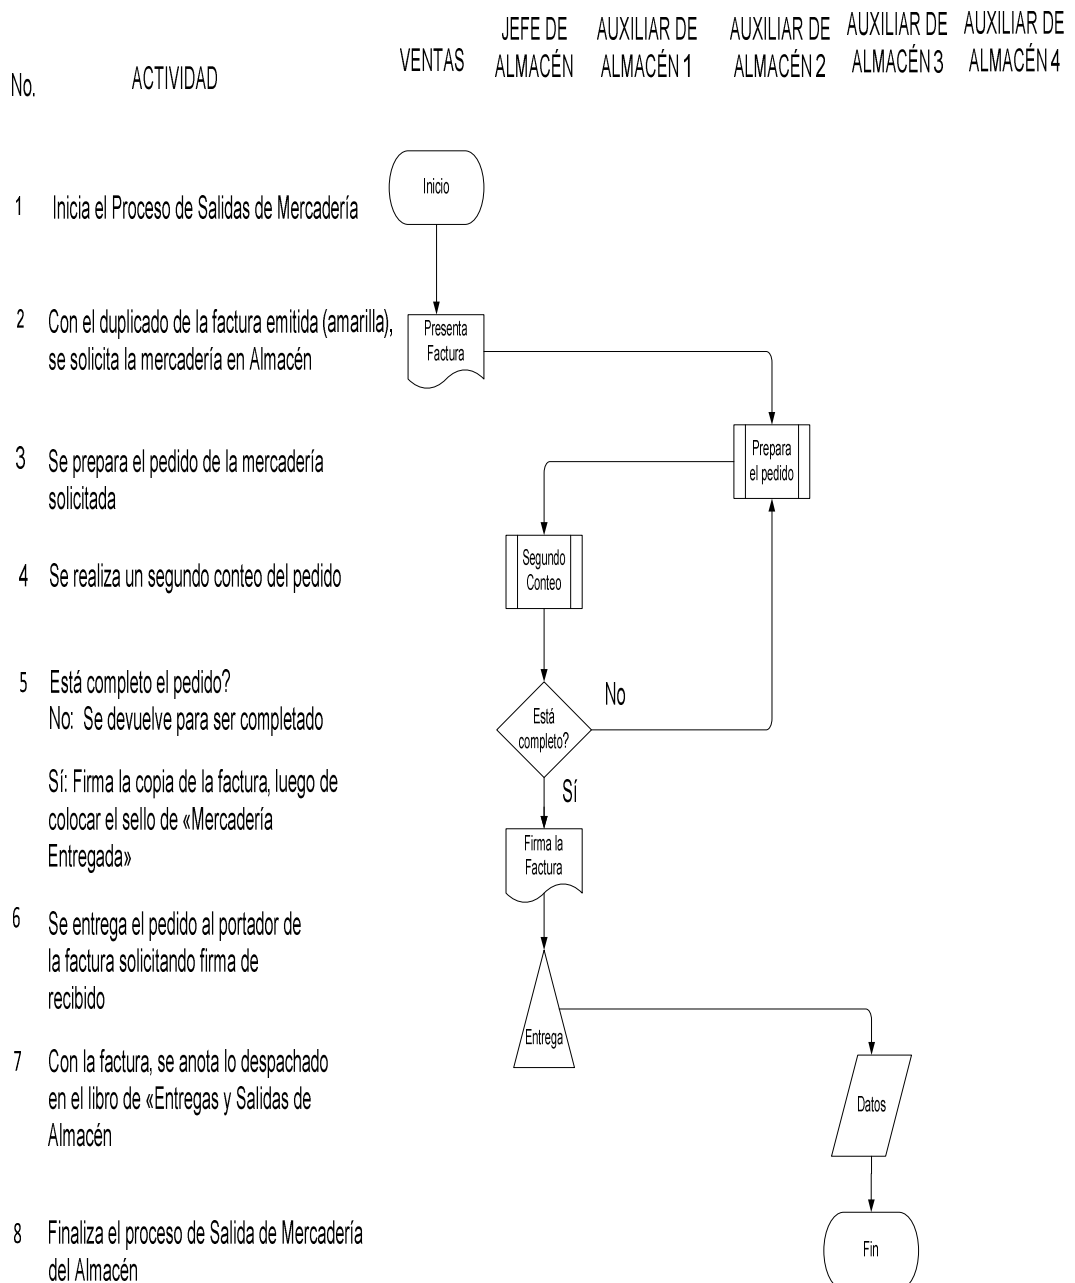 No.
ACTIVIDAD
VENTAS
JEFE DE
ALMACÉN
AUXILIAR DE
ALMACÉN 1
AUXILIAR DE
ALMACÉN 2
AUXILIAR DE
ALMACÉN 3
AUXILIAR DE
ALMACÉN 4
1 Inicia el Proceso de Salidas de Mercadería
Inicio
2 Con el duplicado de la factura emitida (amarilla),
se solicita la mercadería en Almacén
Presenta
Factura
3 Se prepara el pedido de la mercadería
solicitada
Prepara
el pedido
4 Se realiza un segundo conteo del pedido
Segundo
Conteo
5 Está completo el pedido?
No: Se devuelve para ser completado
Está
completo?
No
Sí: Firma la copia de la factura, luego de
colocar el sello de «Mercadería
Entregada»
Sí
Firma la
Factura
6 Se entrega el pedido al portador de
la factura solicitando firma de
recibido
Entrega
7 Con la factura, se anota lo despachado
en el libro de «Entregas y Salidas de
Almacén
Datos
8 Finaliza el proceso de Salida de Mercadería
del Almacén
Fin